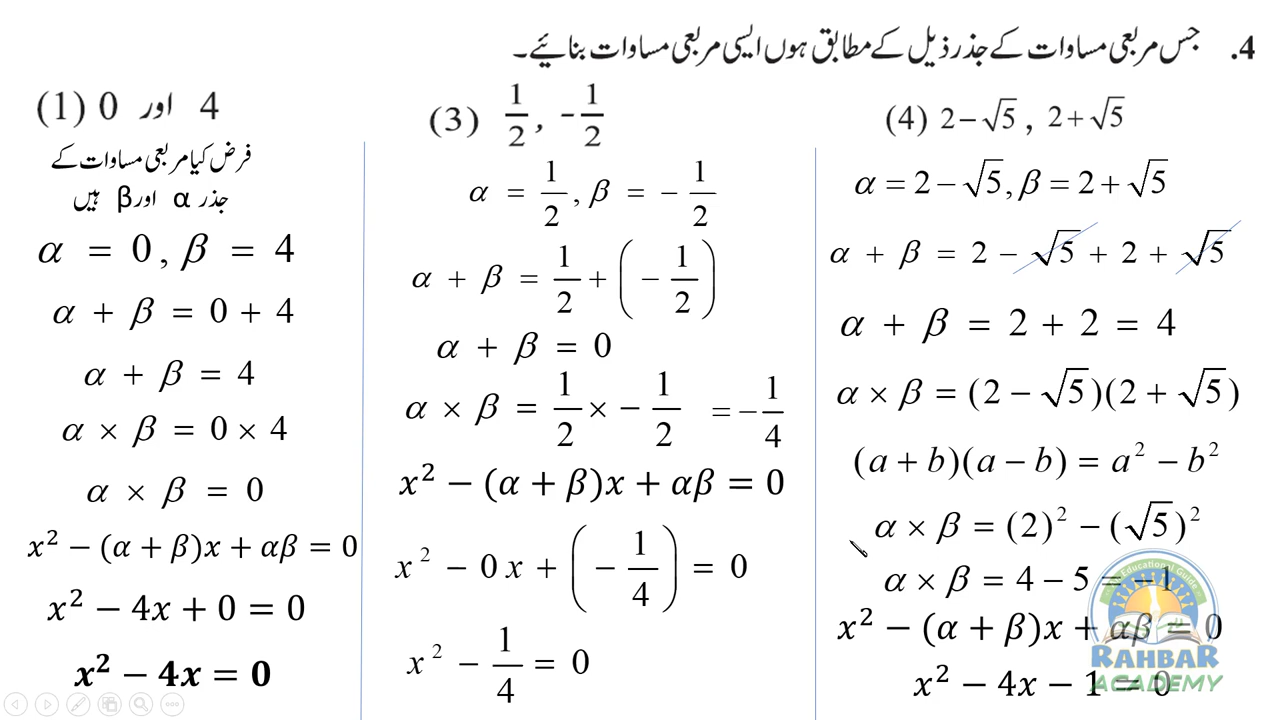 4. جس مربعی مساوات کے جذر ذیل کے مطابق ہوں ایسی مربعی مساوات بنائیے۔
(1) 0 اور 4
فرض کیا مربعی مساوات کے
جذر α اور β ہیں
α = 0 , β = 4
α + β = 0 + 4
α + β = 4
α × β = 0 × 4
α × β = 0
x² − (α + β)x + αβ = 0
x² − 4x + 0 = 0
x² − 4x = 0
(3) 1/2 , -1/2
α = 1/2 , β = − 1/2
α + β = 1/2 + (− 1/2)
α + β = 0
α × β = 1/2 × − 1/2 = − 1/4
x² − (α + β)x + αβ = 0
x² − 0x + (− 1/4) = 0
x² − 1/4 = 0
(4) 2−√5 , 2+√5
α = 2 − √5, β = 2 + √5
α + β = 2 − √5 + 2 + √5
α + β = 2 + 2 = 4
α × β = (2 − √5)(2 + √5)
(a + b)(a − b) = a² − b²
α × β = (2)² − (√5)²
α × β = 4 − 5 = −1
x² − (α + β)x + αβ = 0
x² − 4x − 1 = 0
Educational Guide
RAHBAR
ACADEMY